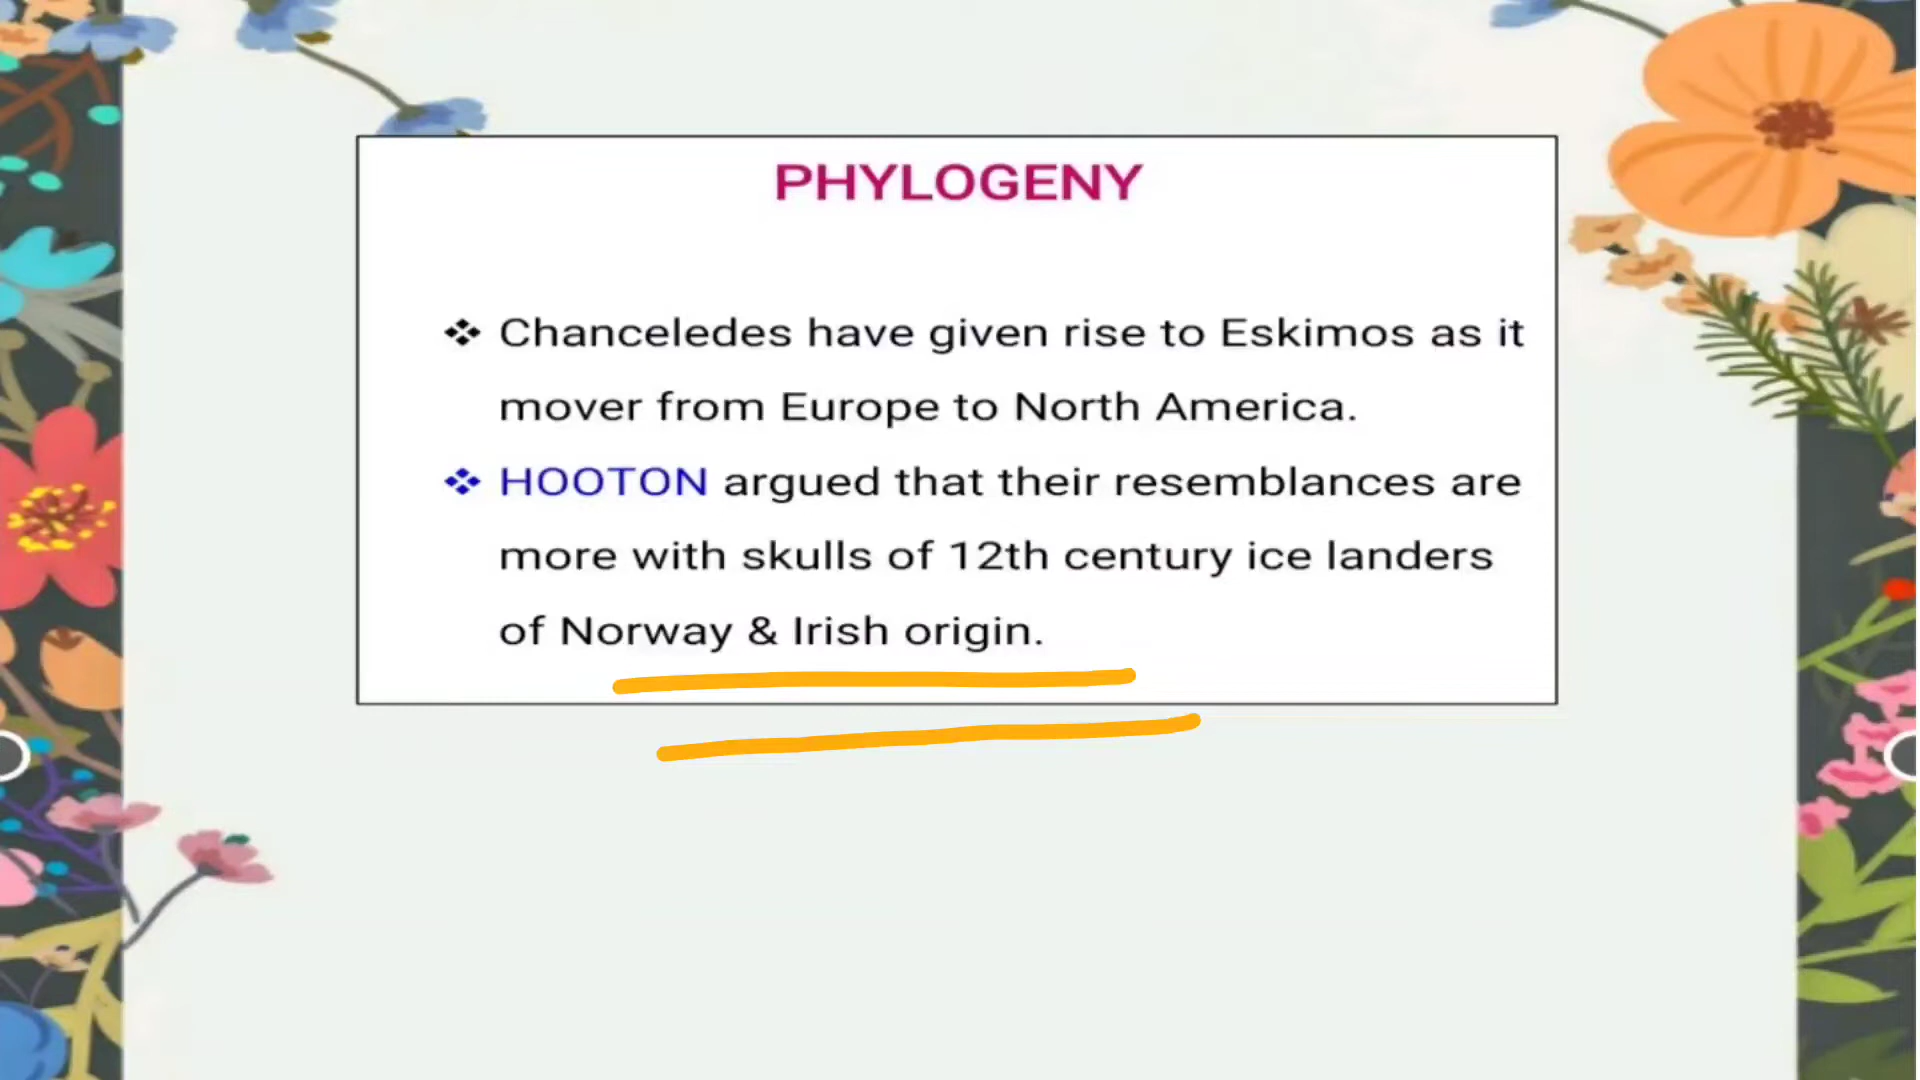 PHYLOGENY
❖ Chanceledes have given rise to Eskimos as it
mover from Europe to North America.
❖ HOOTON argued that their resemblances are
more with skulls of 12th century ice landers
of Norway & Irish origin.